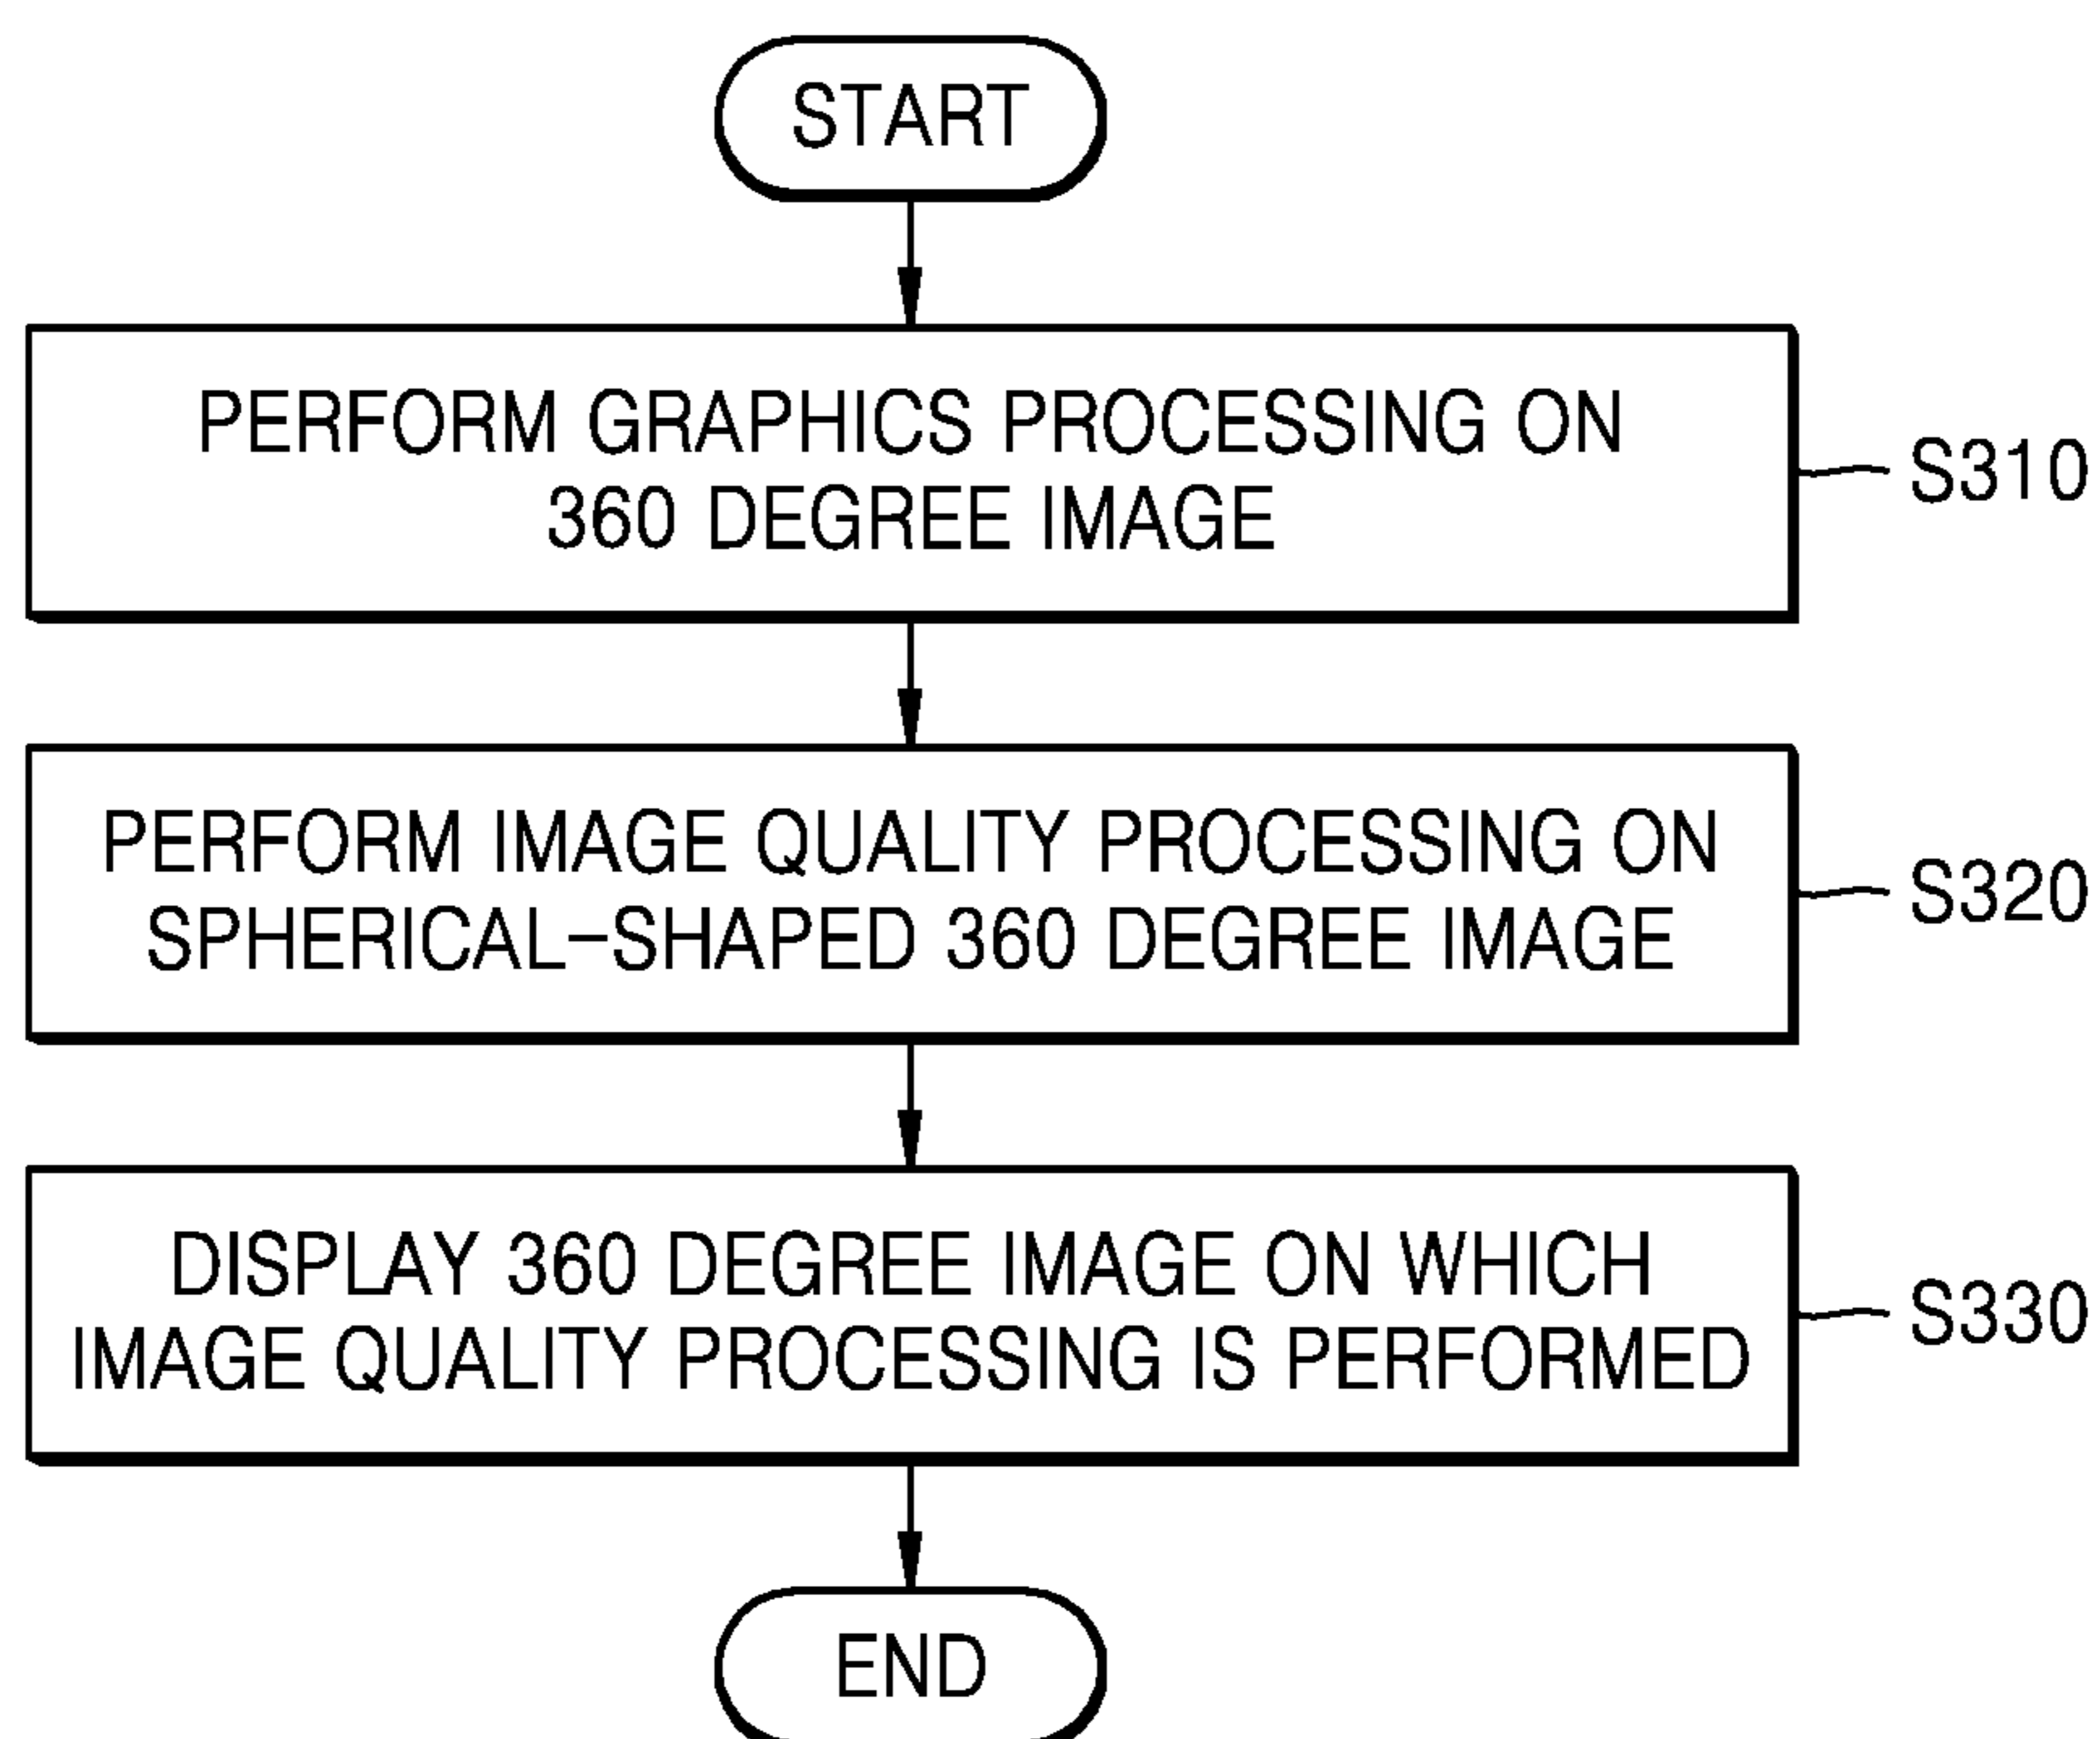 START
PERFORM GRAPHICS PROCESSING ON
360 DEGREE IMAGE
S310
PERFORM IMAGE QUALITY PROCESSING ON
SPHERICAL-SHAPED 360 DEGREE IMAGE
S320
DISPLAY 360 DEGREE IMAGE ON WHICH
IMAGE QUALITY PROCESSING IS PERFORMED
S330
END